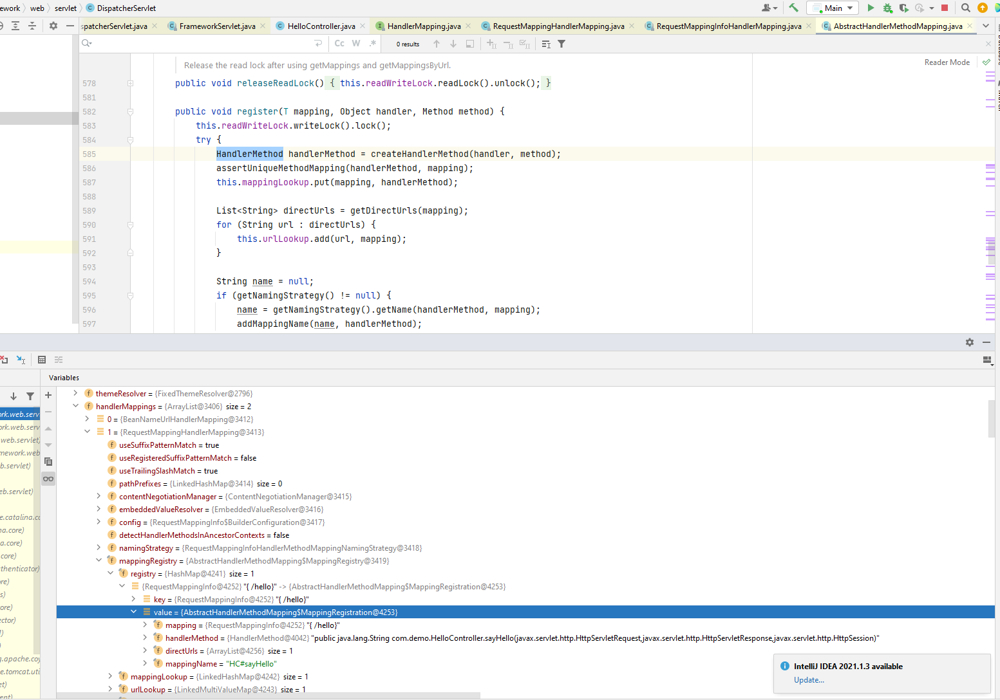 ework web servlet DispatcherServlet Main
spatcherServlet.java FrameworkServlet.java HelloController.java HandlerMapping.java RequestMappingHandlerMapping.java RequestMappingInfoHandlerMapping.java AbstractHandlerMethodMapping.java
Cc W .* 0 results
Release the read lock after using getMappings and getMappingsByUrl.
Reader Mode
578 public void releaseReadLock() { this.readWriteLock.readLock().unlock(); }
581
582 public void register(T mapping, Object handler, Method method) {
583 this.readWriteLock.writeLock().lock();
584 try {
585 HandlerMethod handlerMethod = createHandlerMethod(handler, method);
586 assertUniqueMethodMapping(handlerMethod, mapping);
587 this.mappingLookup.put(mapping, handlerMethod);
588
589 List<String> directUrls = getDirectUrls(mapping);
590 for (String url : directUrls) {
591 this.urlLookup.add(url, mapping);
592 }
593
594 String name = null;
595 if (getNamingStrategy() != null) {
596 name = getNamingStrategy().getName(handlerMethod, mapping);
597 addMappingName(name, handlerMethod);
Variables
themeResolver = {FixedThemeResolver@2796}
handlerMappings = {ArrayList@3406} size = 2
ork.web.serv
0 = {BeanNameUrlHandlerMapping@3412}
ork.web.serv
1 = {RequestMappingHandlerMapping@3413}
.web.servlet)
useSuffixPatternMatch = true
mework.web
useRegisteredSuffixPatternMatch = false
b.servlet)
useTrailingSlashMatch = true
pathPrefixes = {LinkedHashMap@3414} size = 0
eb.servlet)
contentNegotiationManager = {ContentNegotiationManager@3415}
embeddedValueResolver = {EmbeddedValueResolver@3416}
e.catalina.co
config = {RequestMappingInfo$BuilderConfiguration@3417}
na.core)
detectHandlerMethodsInAncestorContexts = false
a.core)
namingStrategy = {RequestMappingInfoHandlerMethodMappingNamingStrategy@3418}
core)
mappingRegistry = {AbstractHandlerMethodMapping$MappingRegistry@3419}
thenticator)
registry = {HashMap@4241} size = 1
re)
{RequestMappingInfo@4252} "{ /hello}" -> {AbstractHandlerMethodMapping$MappingRegistration@4253}
s)
key = {RequestMappingInfo@4252} "{ /hello}"
ore)
value = {AbstractHandlerMethodMapping$MappingRegistration@4253}
ector)
mapping = {RequestMappingInfo@4252} "{ /hello}"
handlerMethod = {HandlerMethod@4042} "public java.lang.String com.demo.HelloController.sayHello(javax.servlet.http.HttpServletRequest,javax.servlet.http.HttpServletResponse,javax.servlet.http.HttpSession)"
directUrls = {ArrayList@4256} size = 1
g.apache.coy
mappingName = "HC#sayHello"
e.tomcat.uti
mappingLookup = {LinkedHashMap@4242} size = 1
et)
urlLookup = {LinkedMultiValueMap@4243} size = 1
ent)
IntelliJ IDEA 2021.1.3 available
Update...